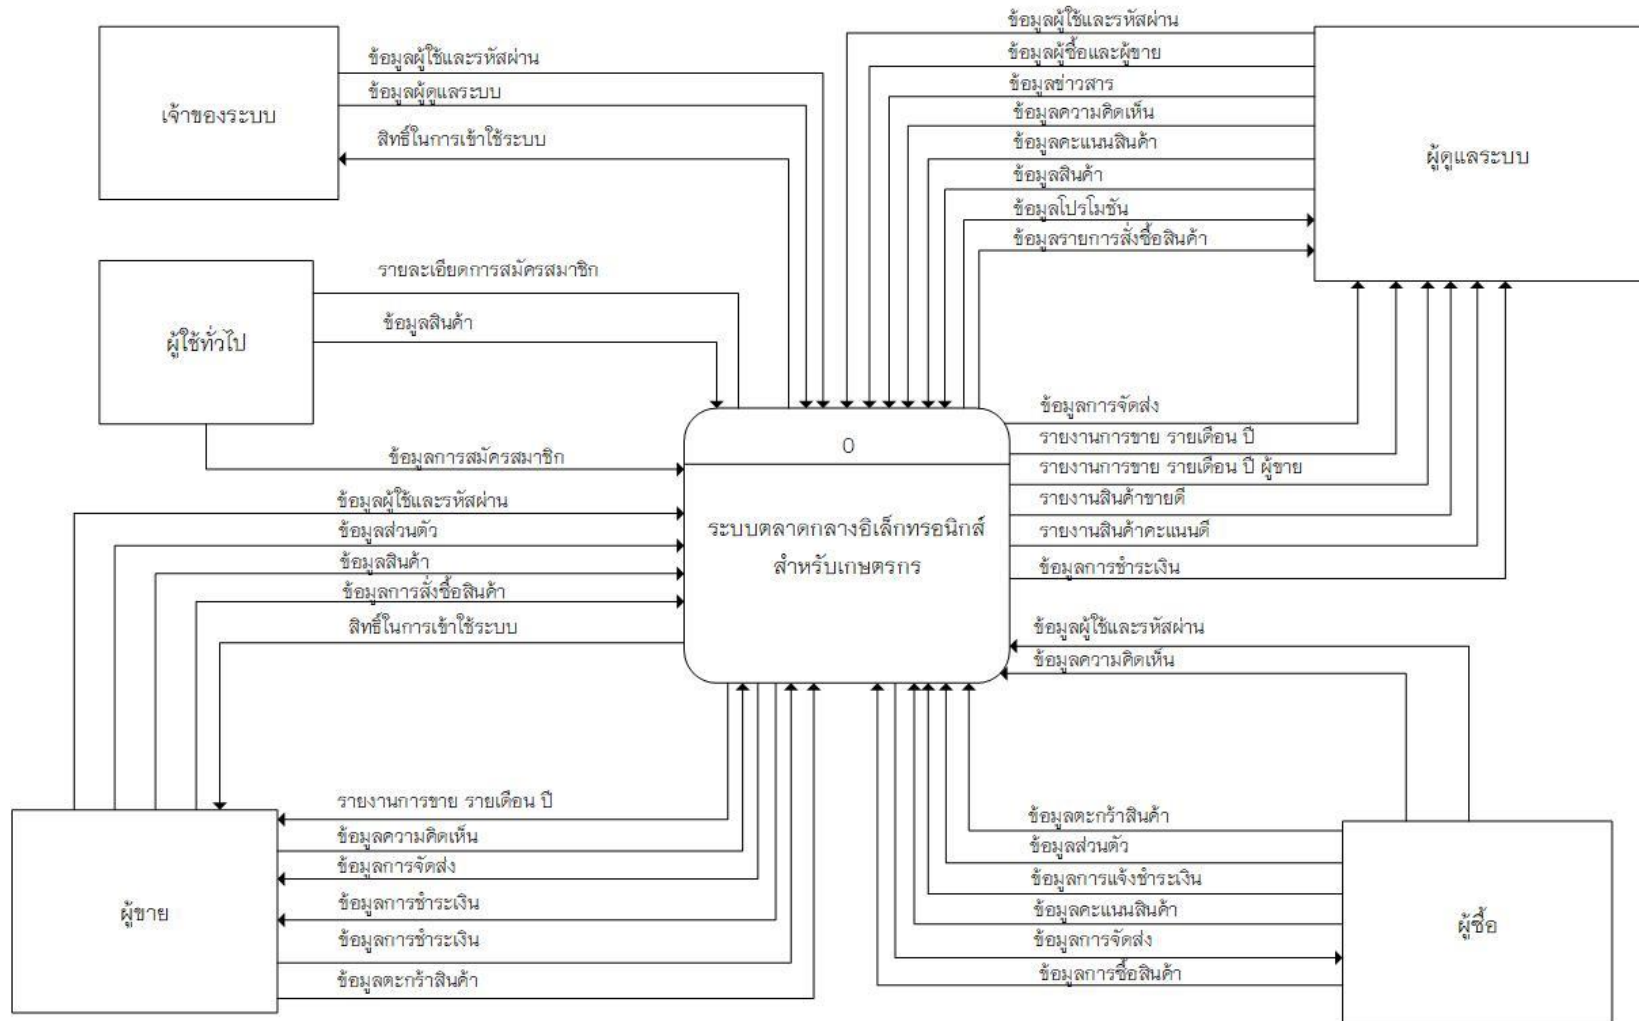 เจ้าของระบบ
ข้อมูลผู้ใช้และรหัสผ่าน
ข้อมูลผู้ดูแลระบบ
สิทธิ์ในการเข้าใช้ระบบ
ข้อมูลผู้ใช้และรหัสผ่าน
ข้อมูลผู้ซื้อและผู้ขาย
ข้อมูลข่าวสาร
ข้อมูลความคิดเห็น
ข้อมูลคะแนนสินค้า
ข้อมูลสินค้า
ข้อมูลโปรโมชัน
ข้อมูลรายการสั่งซื้อสินค้า
ผู้ดูแลระบบ
ผู้ใช้ทั่วไป
รายละเอียดการสมัครสมาชิก
ข้อมูลสินค้า
ข้อมูลการสมัครสมาชิก
0
ระบบตลาดกลางอิเล็กทรอนิกส์
สำหรับเกษตรกร
ข้อมูลการจัดส่ง
รายงานการขาย รายเดือน ปี
รายงานการขาย รายเดือน ปี ผู้ขาย
รายงานสินค้าขายดี
รายงานสินค้าคะแนนดี
ข้อมูลการชำระเงิน
ข้อมูลผู้ใช้และรหัสผ่าน
ข้อมูลส่วนตัว
ข้อมูลสินค้า
ข้อมูลการสั่งซื้อสินค้า
สิทธิ์ในการเข้าใช้ระบบ
ข้อมูลผู้ใช้และรหัสผ่าน
ข้อมูลความคิดเห็น
ผู้ขาย
รายงานการขาย รายเดือน ปี
ข้อมูลความคิดเห็น
ข้อมูลการจัดส่ง
ข้อมูลการชำระเงิน
ข้อมูลการชำระเงิน
ข้อมูลตะกร้าสินค้า
ข้อมูลตะกร้าสินค้า
ข้อมูลส่วนตัว
ข้อมูลการแจ้งชำระเงิน
ข้อมูลคะแนนสินค้า
ข้อมูลการจัดส่ง
ข้อมูลการซื้อสินค้า
ผู้ซื้อ